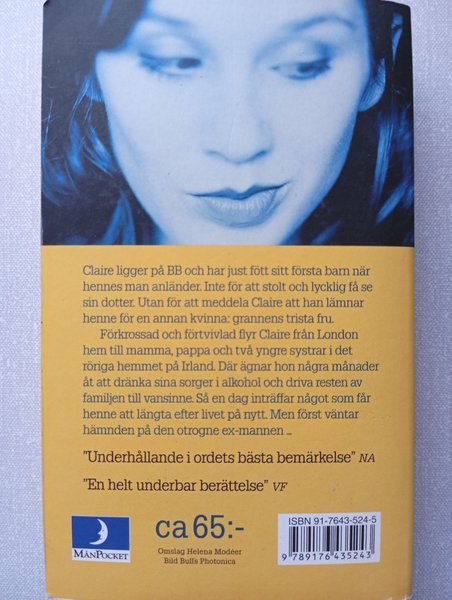 Claire ligger på BB och har just fött sitt första barn när
hennes man anländer. Inte för att stolt och lycklig få se
sin dotter. Utan för att meddela Claire att han lämnar
henne för en annan kvinna: grannens trista fru.
Förkrossad och förtvivlad flyr Claire från London
hem till mamma, pappa och två yngre systrar i det
röriga hemmet på Irland. Där ägnar hon några månader
åt att dränka sina sorger i alkohol och driva resten av
familjen till vansinne. Så en dag inträffar något som får
henne att längta efter livet på nytt. Men först väntar
hämnden på den otrogne ex-mannen ...
"Underhållande i ordets bästa bemärkelse" NA
"En helt underbar berättelse" VF
MånPocket
ca 65:-
Omslag Helena Modéer
Bild Bulls Photonica
ISBN 91-7643-524-5
9 789176 435243